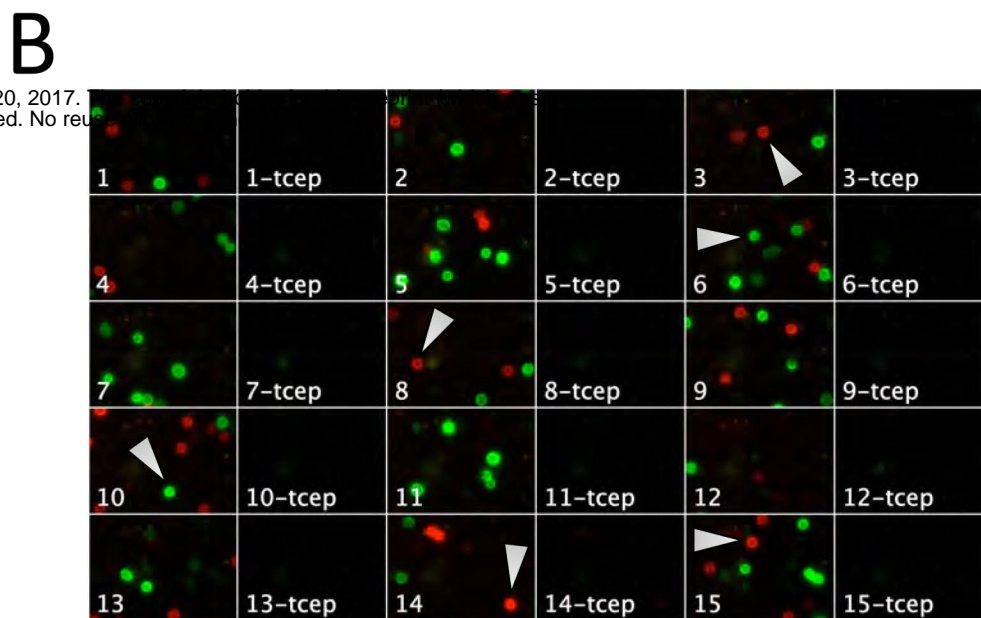 B
20, 2017.
ed. No reu
1 1-tcep 2 2-tcep 3 3-tcep
4 4-tcep 5 5-tcep 6 6-tcep
7 7-tcep 8 8-tcep 9 9-tcep
10 10-tcep 11 11-tcep 12 12-tcep
13 13-tcep 14 14-tcep 15 15-tcep